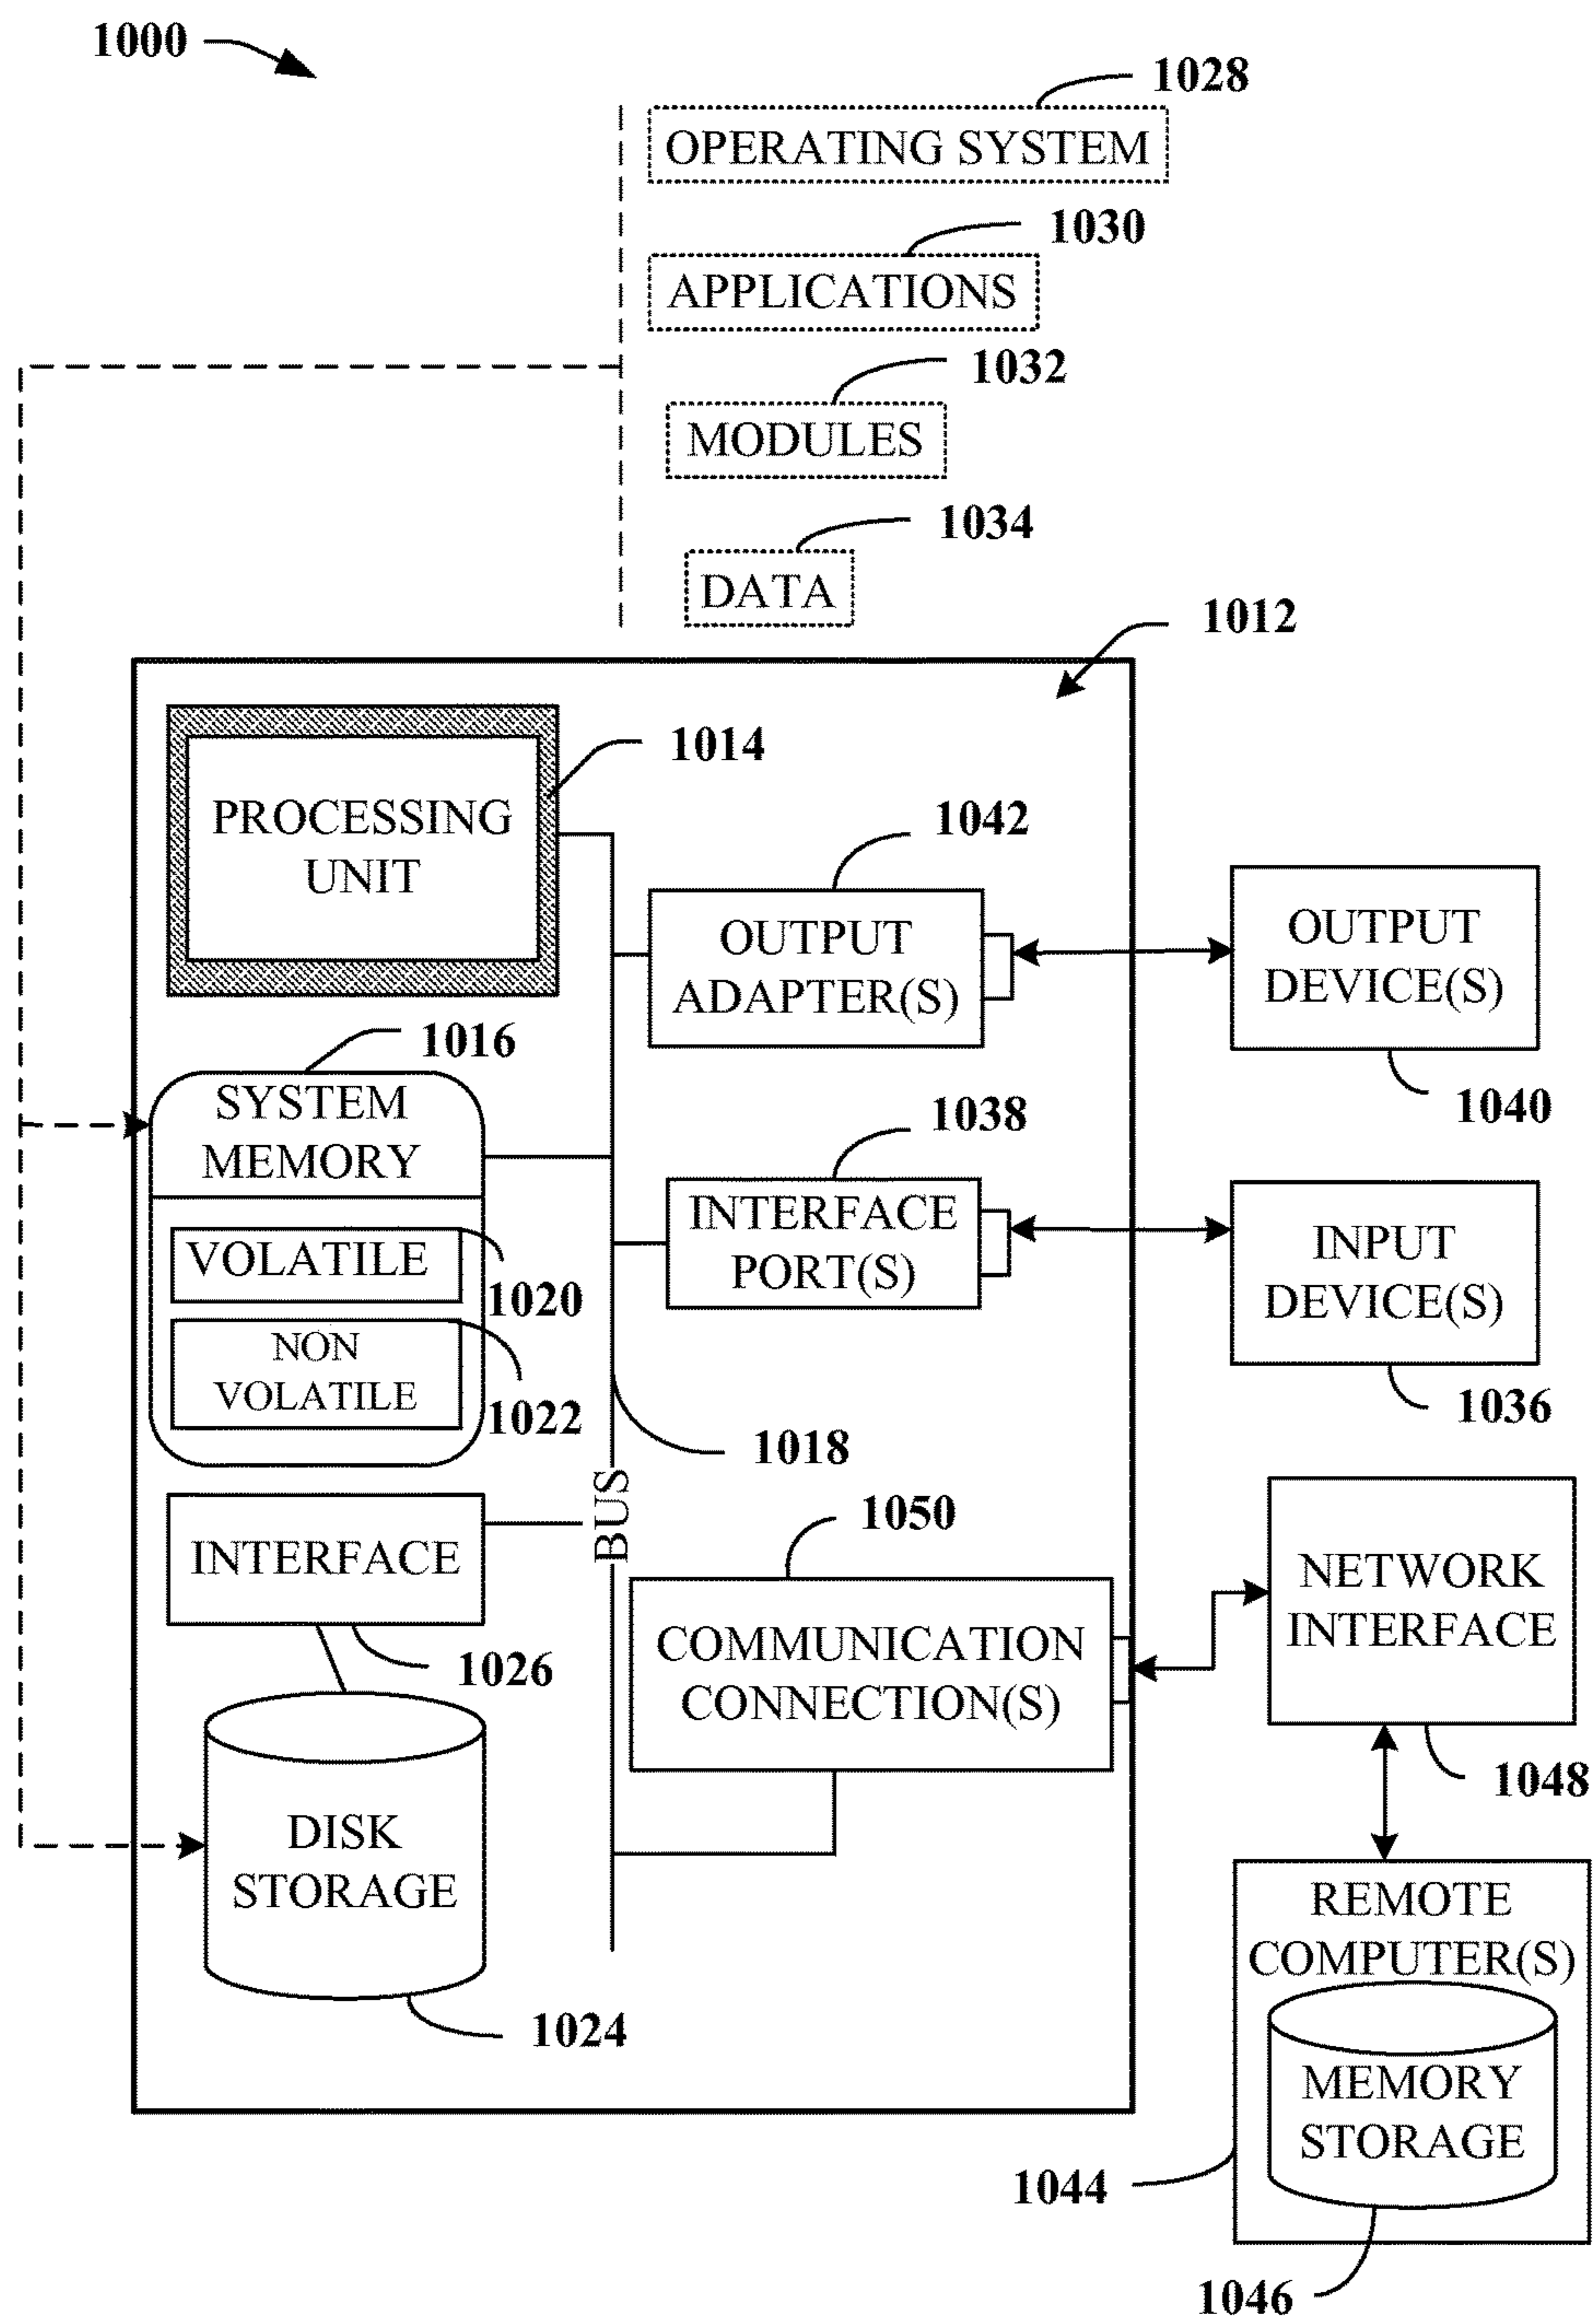 1000
1028
OPERATING SYSTEM
1030
APPLICATIONS
1032
MODULES
1034
DATA
1012
1014
PROCESSING
UNIT
1042
OUTPUT
ADAPTER(S)
OUTPUT
DEVICE(S)
1040
1016
SYSTEM
MEMORY
VOLATILE
1020
NON
VOLATILE
1022
1038
INTERFACE
PORT(S)
INPUT
DEVICE(S)
1036
1018
BUS
INTERFACE
1026
1050
COMMUNICATION
CONNECTION(S)
NETWORK
INTERFACE
1048
DISK
STORAGE
1024
REMOTE
COMPUTER(S)
MEMORY
STORAGE
1044
1046